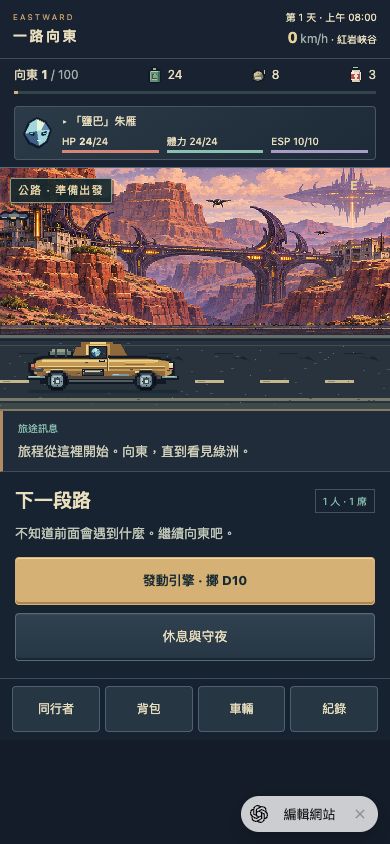 EASTWARD
一路向東
第 1 天 · 上午 08:00
0 km/h · 紅岩峽谷
向東 1 / 100
24
8
3
▸ 「鹽巴」朱雁
HP 24/24
體力 24/24
ESP 10/10
公路 · 準備出發
旅途訊息
旅程從這裡開始。向東，直到看見綠洲。
下一段路
1 人 · 1 席
不知道前面會遇到什麼。繼續向東吧。
發動引擎 · 擲 D10
休息與守夜
同行者
背包
車輛
紀錄
編輯網站